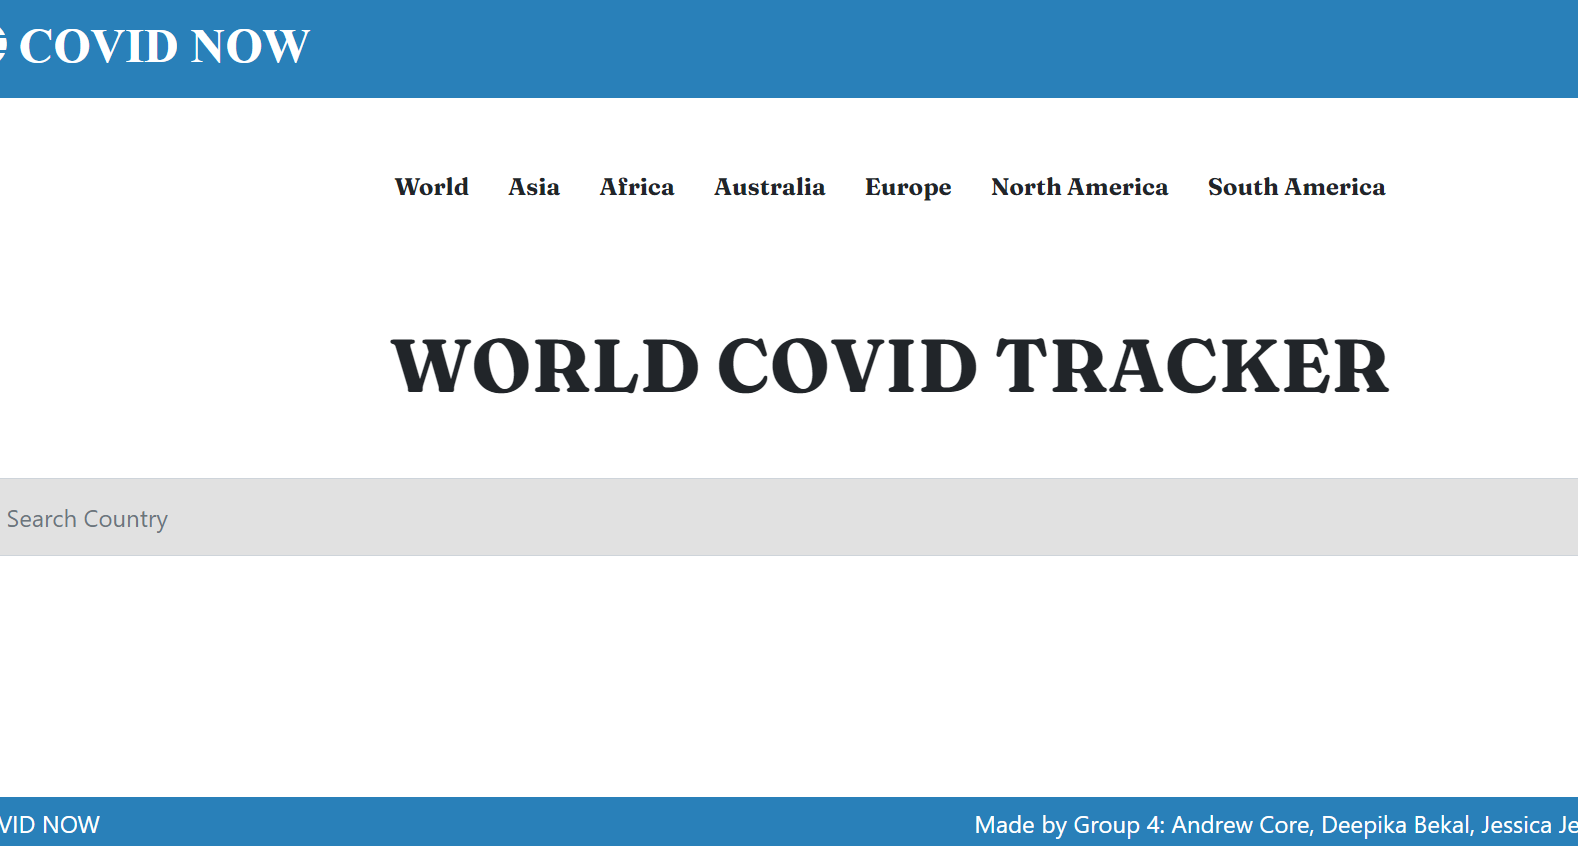 COVID NOW
World Asia Africa Australia Europe North America South America
WORLD COVID TRACKER
Search Country
VID NOW
Made by Group 4: Andrew Core, Deepika Bekal, Jessica Je